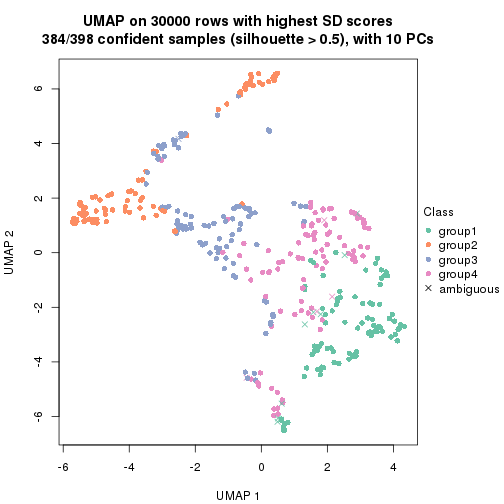 UMAP on 30000 rows with highest SD scores
384/398 confident samples (silhouette > 0.5), with 10 PCs
6
4
2
0
-2
-4
-6
UMAP 2
-6
-4
-2
0
2
4
UMAP 1
Class
group1
group2
group3
group4
ambiguous